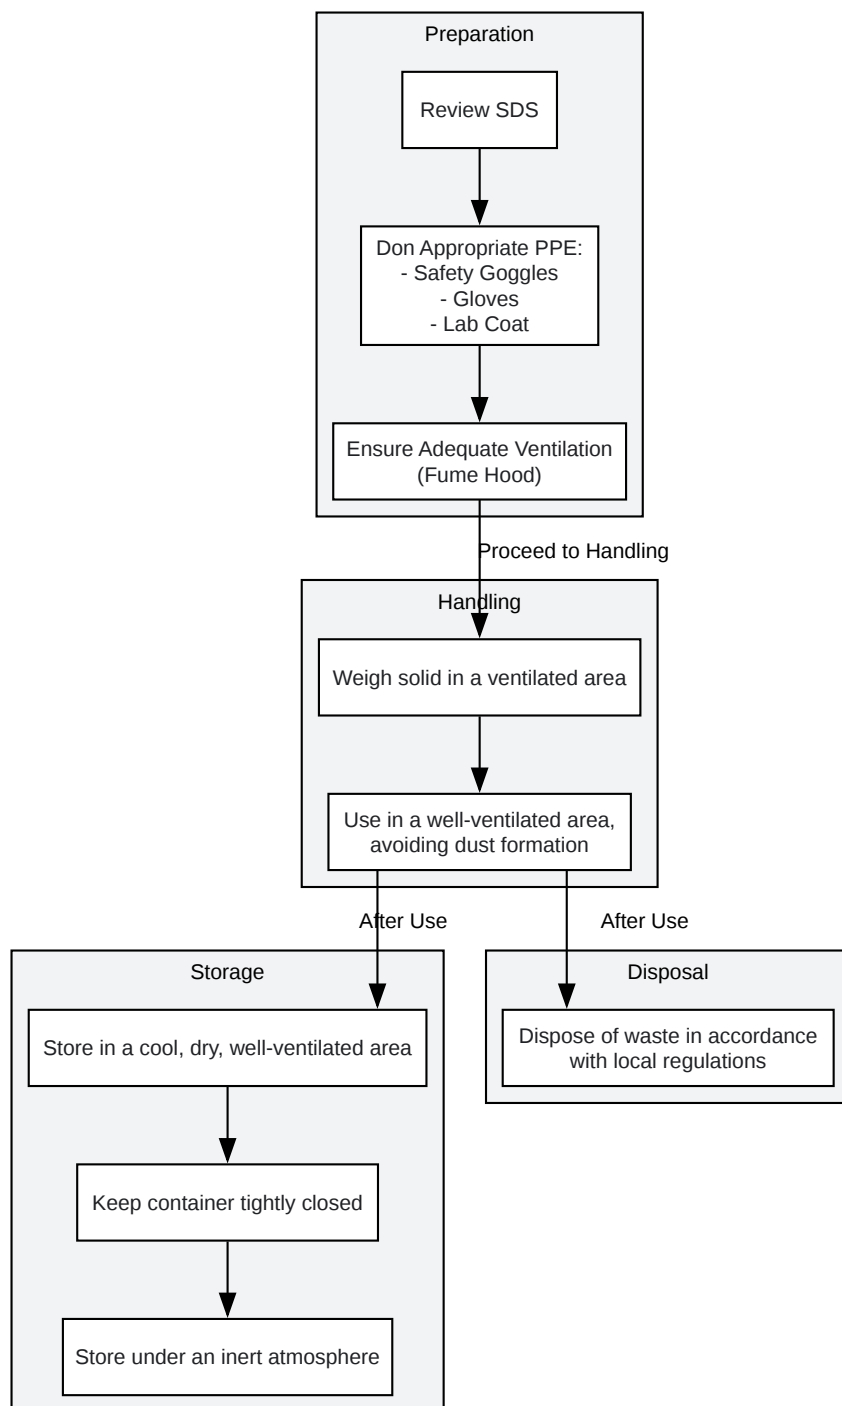 Preparation
Review SDS
Don Appropriate PPE:
- Safety Goggles
- Gloves
- Lab Coat
Ensure Adequate Ventilation
(Fume Hood)
Proceed to Handling
Handling
Weigh solid in a ventilated area
Use in a well-ventilated area,
avoiding dust formation
After Use
After Use
Storage
Store in a cool, dry, well-ventilated area
Keep container tightly closed
Store under an inert atmosphere
Disposal
Dispose of waste in accordance
with local regulations